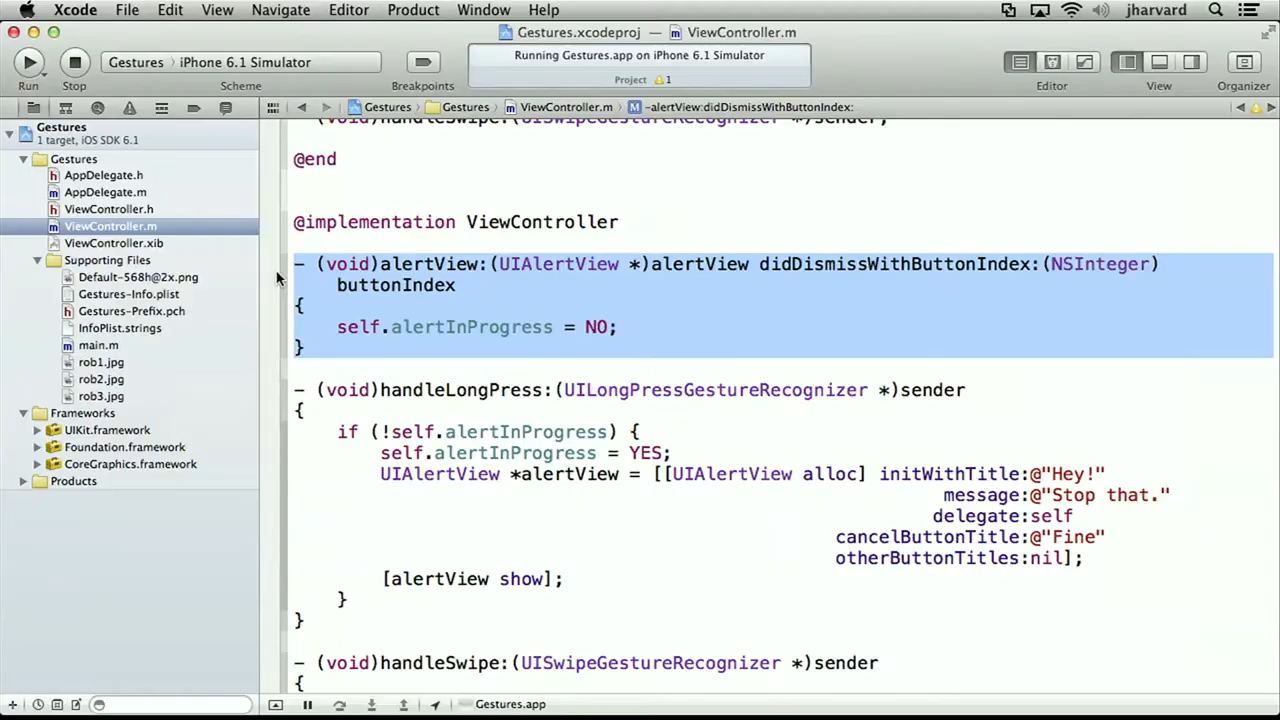 Xcode File Edit View Navigate Editor Product Window Help jharvard
Gestures.xcodeproj — ViewController.m
Gestures iPhone 6.1 Simulator
Running Gestures.app on iPhone 6.1 Simulator
Project 1
Run Stop Scheme Breakpoints Editor View Organizer
Gestures Gestures ViewController.m -alertView:didDismissWithButtonIndex:
Gestures
1 target, iOS SDK 6.1
Gestures
AppDelegate.h
AppDelegate.m
ViewController.h
ViewController.m
ViewController.xib
Supporting Files
Default-568h@2x.png
Gestures-Info.plist
Gestures-Prefix.pch
InfoPlist.strings
main.m
rob1.jpg
rob2.jpg
rob3.jpg
Frameworks
UIKit.framework
Foundation.framework
CoreGraphics.framework
Products
- (void)handleSwipe:(UISwipeGestureRecognizer *)sender;
@end
@implementation ViewController
- (void)alertView:(UIAlertView *)alertView didDismissWithButtonIndex:(NSInteger)
buttonIndex
{
self.alertInProgress = NO;
}
- (void)handleLongPress:(UILongPressGestureRecognizer *)sender
{
if (!self.alertInProgress) {
self.alertInProgress = YES;
UIAlertView *alertView = [[UIAlertView alloc] initWithTitle:@"Hey!"
message:@"Stop that."
delegate:self
cancelButtonTitle:@"Fine"
otherButtonTitles:nil];
[alertView show];
}
}
- (void)handleSwipe:(UISwipeGestureRecognizer *)sender
{
Gestures.app